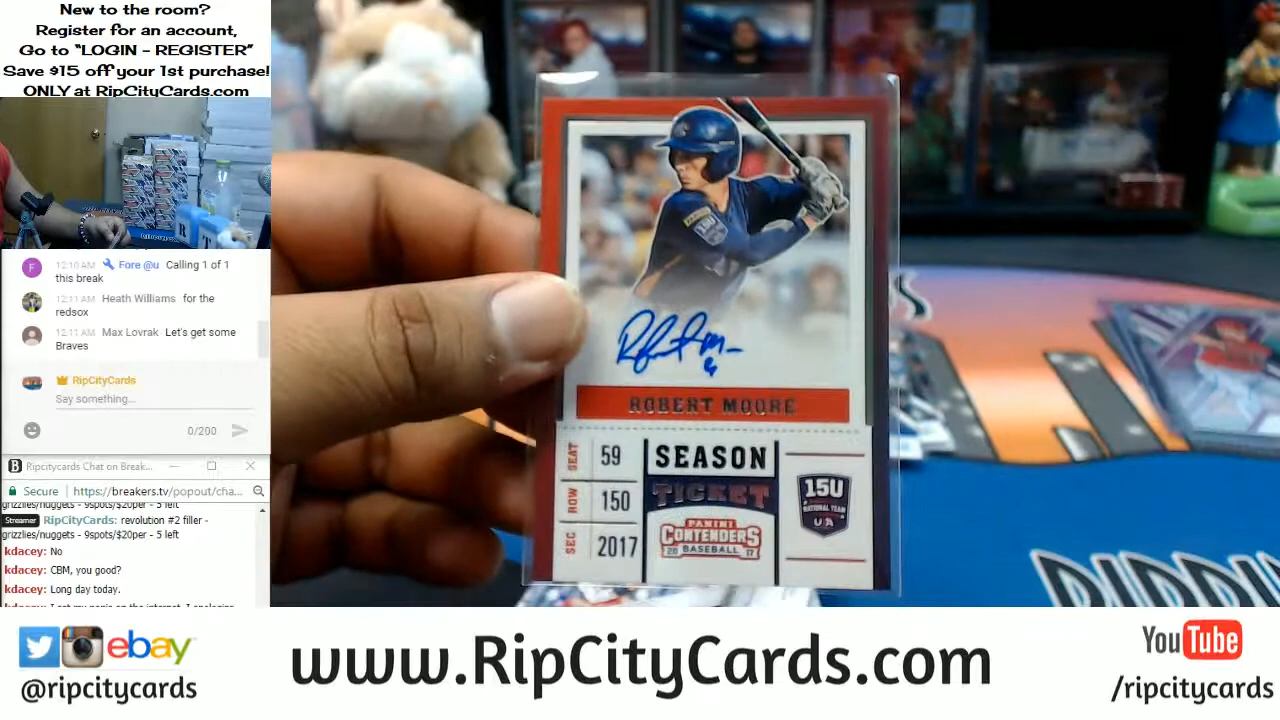 New to the room?
Register for an account,
Go to "LOGIN - REGISTER"
Save $15 off your 1st purchase!
ONLY at RipCityCards.com
F 12:10 AM Fore @u Calling 1 of 1
this break
12:11 AM Heath Williams for the
redsox
12:11 AM Max Lovrak Let's get some
Braves
RipCityCards
Say something...
0/200
B Ripcitycards Chat on Break...
Secure https://breakers.tv/popout/cha...
grizzlies/nuggets - 9spots/$20per - 5 left
Streamer RipCityCards: revolution #2 filler -
grizzlies/nuggets - 9spots/$20per - 5 left
kdacey: No
kdacey: CBM, you good?
kdacey: Long day today.
15U
ROBERT MOORE
SEAT 59
ROW 150
SEC 2017
SEASON
TICKET
PANINI
CONTENDERS
20 BASEBALL 17
15U
NATIONAL TEAM
USA
R
T
ebay
@ripcitycards
www.RipCityCards.com
YouTube
/ripcitycards